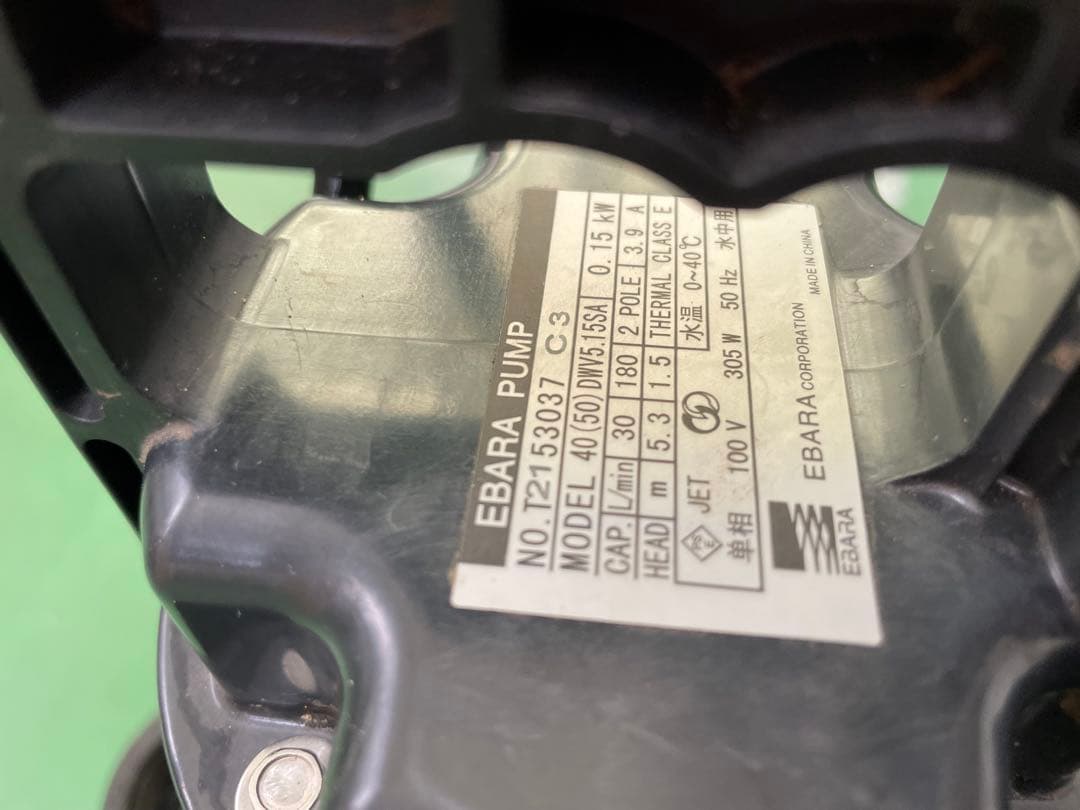 EBARA PUMP
NO. T2153037 C3
MODEL 40(50)DWV5.15SA 0.15 kW
CAP. L/min 30 180 2 POLE 3.9 A
HEAD m 5.3 1.5 THERMAL CLASS E
PS E JET 水温 0~40℃
単相 100 V 305 W 50 Hz 水中用
EBARA EBARA CORPORATION MADE IN CHINA